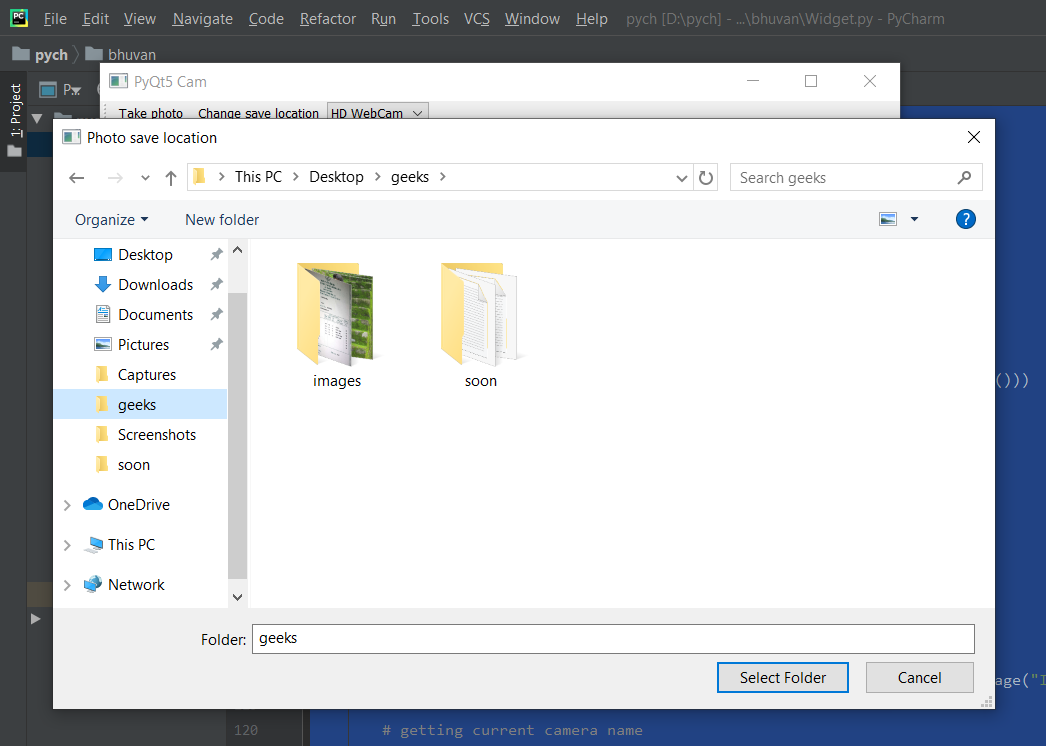 PC File Edit View Navigate Code Refactor Run Tools VCS Window Help pych [D:\pych] - ...\bhuvan\Widget.py - PyCharm
pych bhuvan
1: Project
PyQt5 Cam
Take photo Change save location HD WebCam
Photo save location
This PC Desktop geeks
Search geeks
Organize New folder
?
Desktop
Downloads
Documents
Pictures
Captures
geeks
Screenshots
soon
OneDrive
This PC
Network
images
soon
()))
Folder: geeks
Select Folder Cancel
age("I
120 # getting current camera name